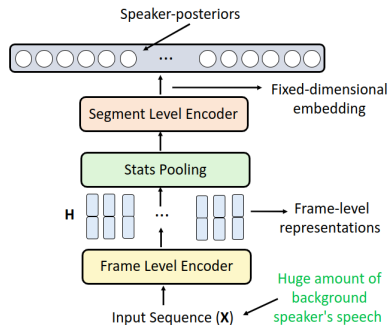 Speaker-posteriors
...
Fixed-dimensional
embedding
Segment Level Encoder
Stats Pooling
H
...
Frame-level
representations
Frame Level Encoder
Huge amount of
background
speaker's speech
Input Sequence (X)